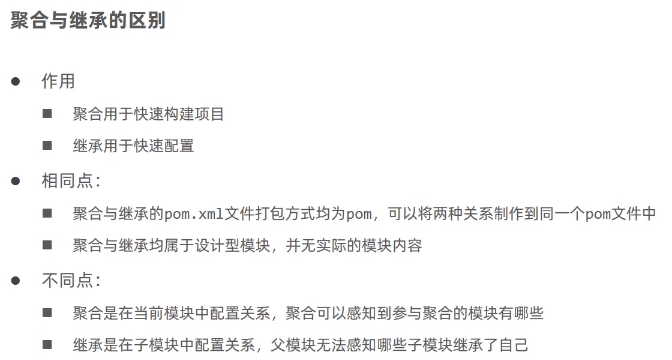 聚合与继承的区别
作用
聚合用于快速构建项目
继承用于快速配置
相同点：
聚合与继承的pom.xml文件打包方式均为pom，可以将两种关系制作到同一个pom文件中
聚合与继承均属于设计型模块，并无实际的模块内容
不同点：
聚合是在当前模块中配置关系，聚合可以感知到参与聚合的模块有哪些
继承是在子模块中配置关系，父模块无法感知哪些子模块继承了自己